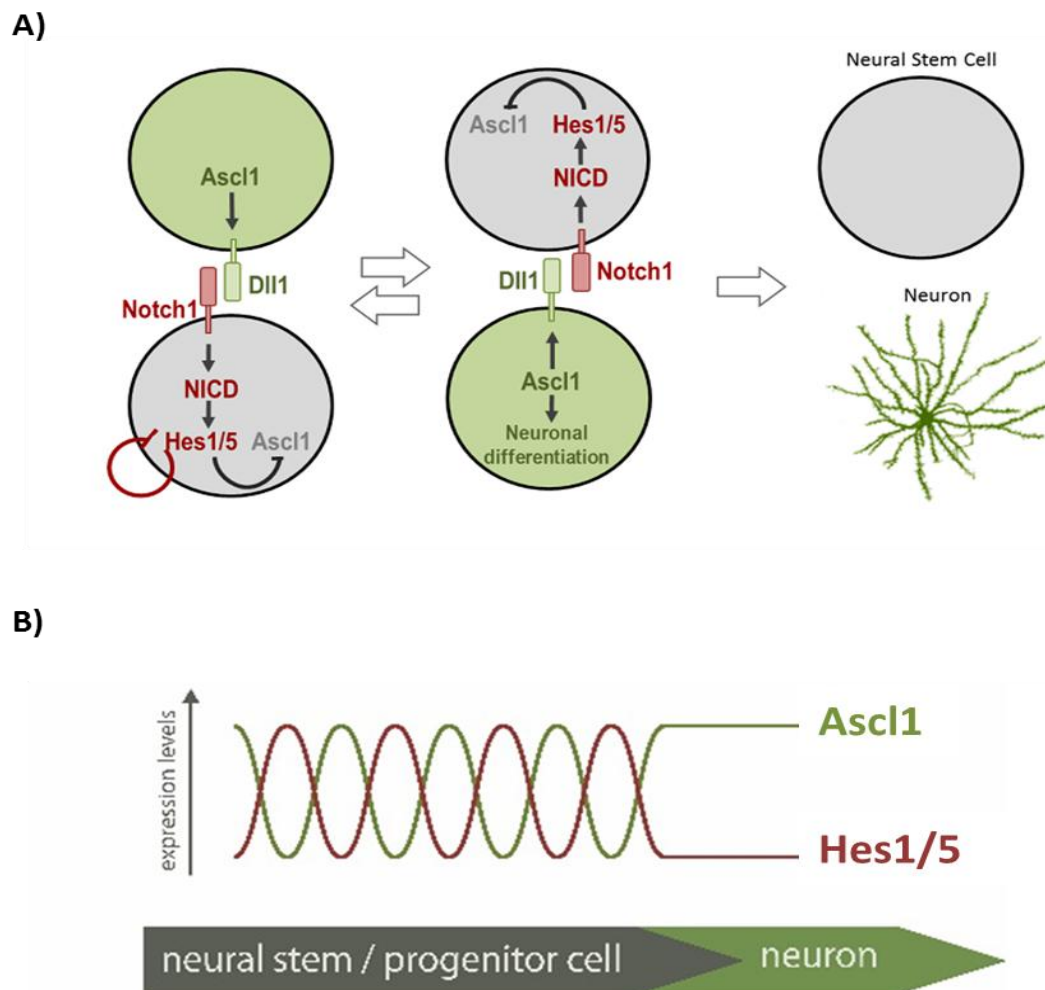 A)
Neural Stem Cell
Ascl1
Hes1/5
Ascl1
NICD
Dll1
Notch1
Dll1
Notch1
Neuron
NICD
Ascl1
Hes1/5
Ascl1
Neuronal
differentiation
B)
expression levels
Ascl1
Hes1/5
neural stem / progenitor cell
neuron